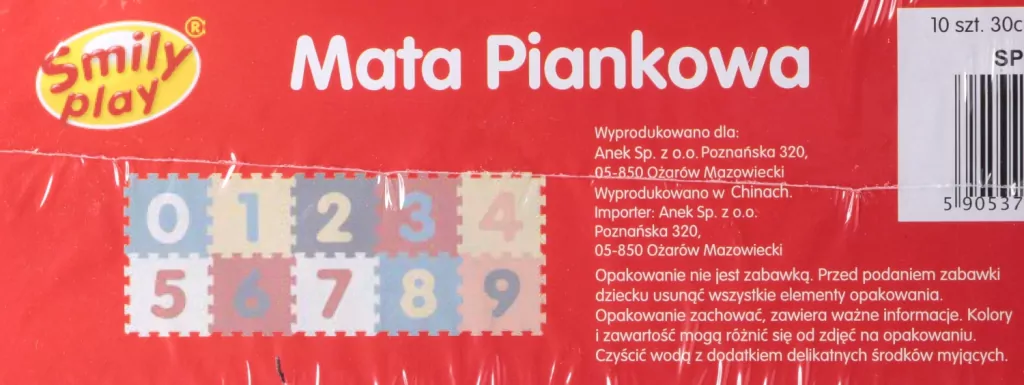 Smily
play
®
Mata Piankowa
10 szt. 30c
SP
5 90537
Wyprodukowano dla:
Anek Sp. z o.o. Poznańska 320,
05-850 Ożarów Mazowiecki
Wyprodukowano w Chinach.
Importer: Anek Sp. z o.o.
Poznańska 320,
05-850 Ożarów Mazowiecki
Opakowanie nie jest zabawką. Przed podaniem zabawki
dziecku usunąć wszystkie elementy opakowania.
Opakowanie zachować, zawiera ważne informacje. Kolory
i zawartość mogą różnić się od zdjęć na opakowaniu.
Czyścić wodą z dodatkiem delikatnych środków myjących.
0 1 2 3 4
5 6 7 8 9